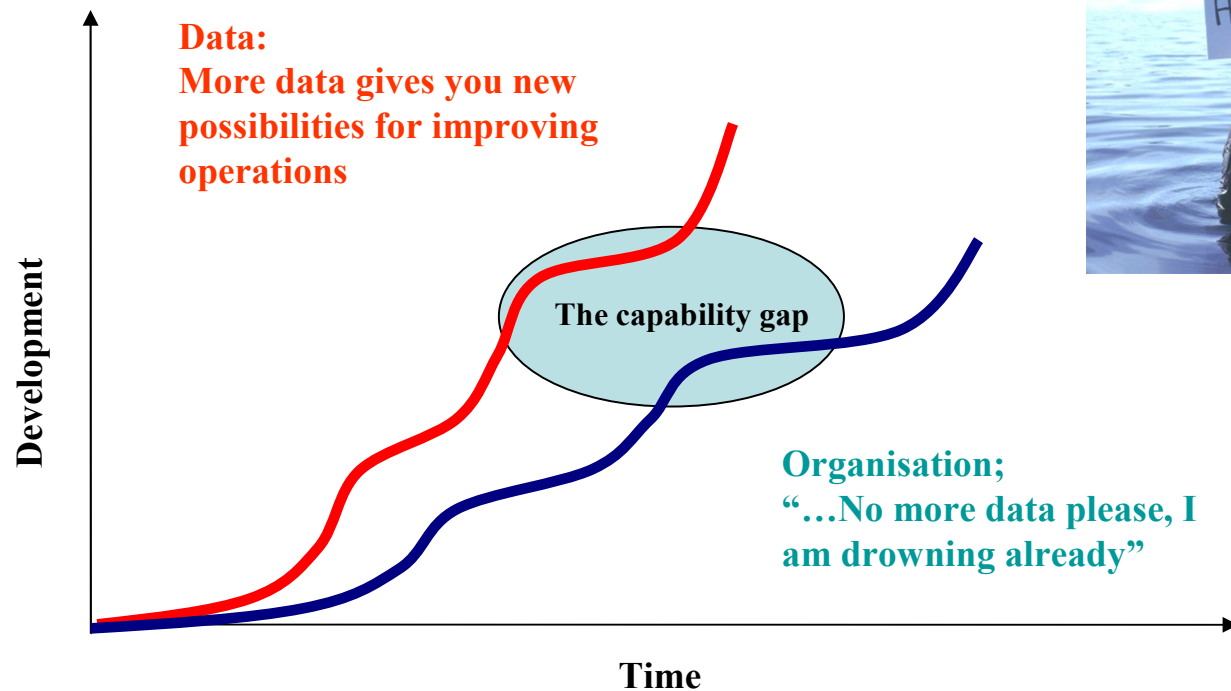 Data:
More data gives you new
possibilities for improving
operations
The capability gap
Development
Organisation;
“…No more data please, I
am drowning already”
Time